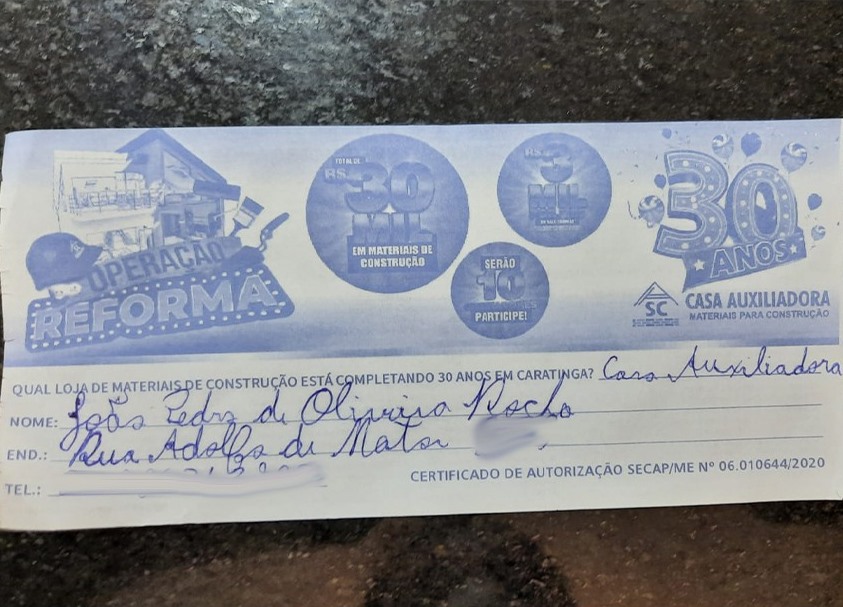 OPERAÇÃO
REFORMA
TOTAL DE
R$ 30
MIL
EM MATERIAIS DE
CONSTRUÇÃO
R$ 3
MIL
SERÃO
10
PARTICIPE!
30
ANOS
SC
CASA AUXILIADORA
MATERIAIS PARA CONSTRUÇÃO
QUAL LOJA DE MATERIAIS DE CONSTRUÇÃO ESTÁ COMPLETANDO 30 ANOS EM CARATINGA? Casa Auxiliadora
NOME: João Pedro de Oliveira Rocha
END.: Rua Adolfo de Matos
CERTIFICADO DE AUTORIZAÇÃO SECAP/ME Nº 06.010644/2020
TEL.: